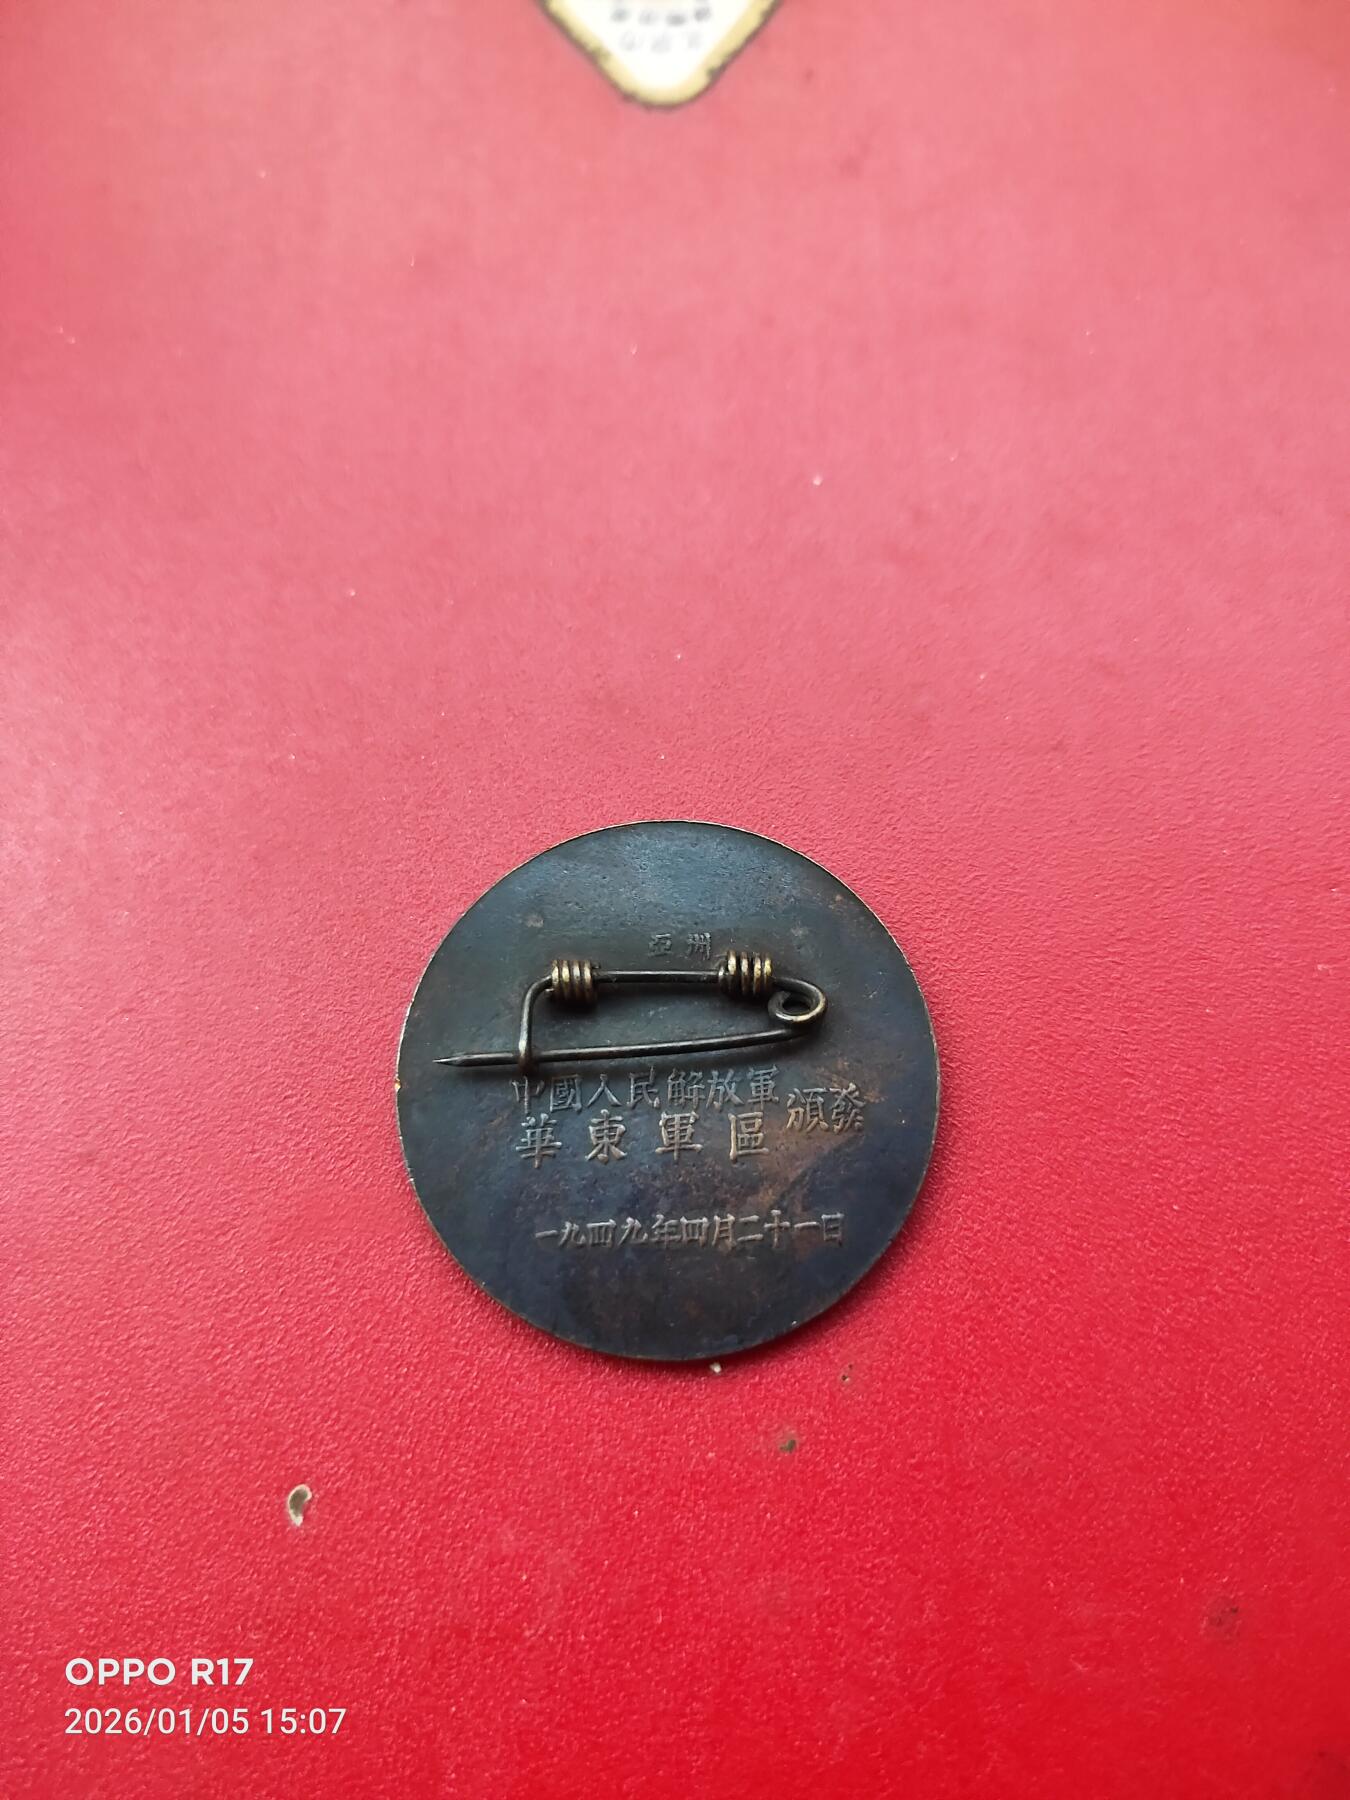 亞洲
中國人民解放軍
華東軍區
頒發
一九四九年四月二十一日
OPPO R17
2026/01/05 15:07